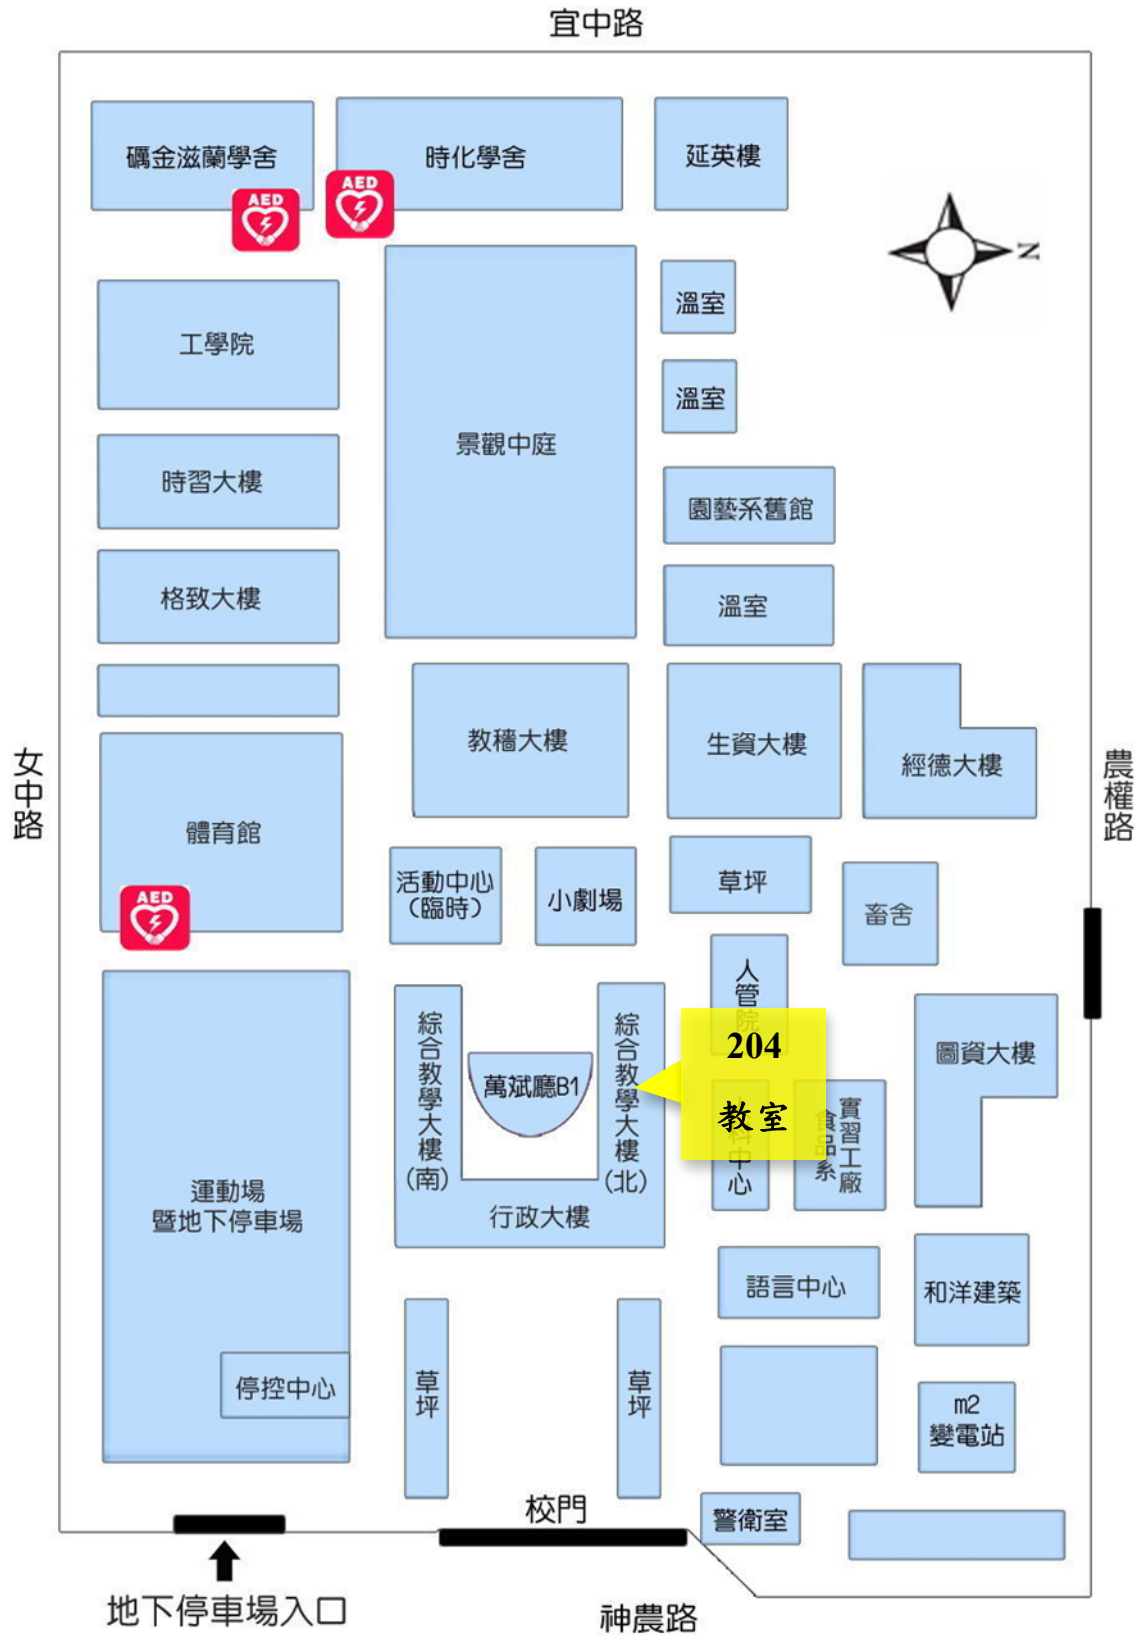 宜中路
礪金滋蘭學舍
時化學舍
延英樓
AED
AED
N
溫室
工學院
溫室
景觀中庭
時習大樓
園藝系舊館
格致大樓
溫室
教穡大樓
生資大樓
經德大樓
女中路
農權路
體育館
AED
活動中心
(臨時)
小劇場
草坪
畜舍
人管院
綜合教學大樓(南)
萬斌廳B1
綜合教學大樓(北)
204
教室
圖資大樓
科中心
食品系
實習工廠
運動場
暨地下停車場
行政大樓
語言中心
和洋建築
停控中心
草坪
草坪
m2
變電站
校門
警衛室
地下停車場入口
神農路